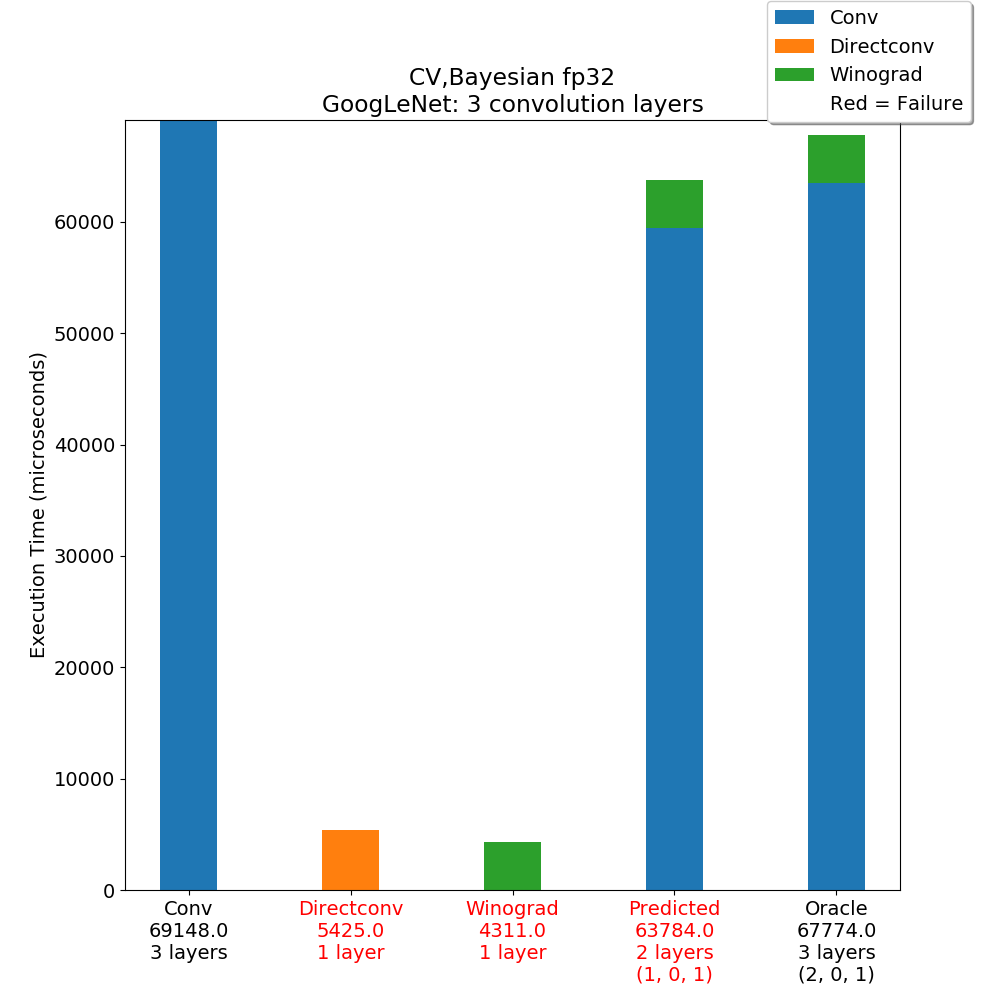 Conv
Directconv
Winograd
Red = Failure
CV,Bayesian fp32
GoogLeNet: 3 convolution layers
Execution Time (microseconds)
60000
50000
40000
30000
20000
10000
0
Conv
69148.0
3 layers
Directconv
5425.0
1 layer
Winograd
4311.0
1 layer
Predicted
63784.0
2 layers
(1, 0, 1)
Oracle
67774.0
3 layers
(2, 0, 1)